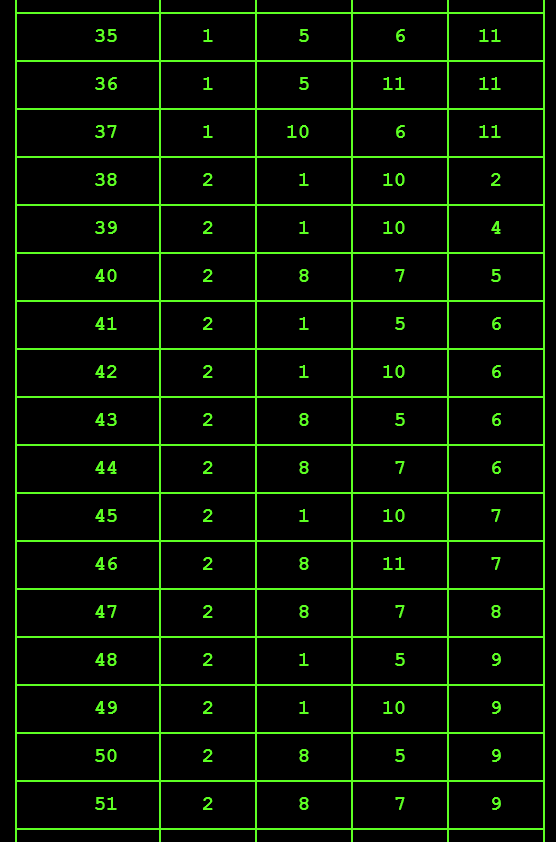 35 1 5 6 11
36 1 5 11 11
37 1 10 6 11
38 2 1 10 2
39 2 1 10 4
40 2 8 7 5
41 2 1 5 6
42 2 1 10 6
43 2 8 5 6
44 2 8 7 6
45 2 1 10 7
46 2 8 11 7
47 2 8 7 8
48 2 1 5 9
49 2 1 10 9
50 2 8 5 9
51 2 8 7 9